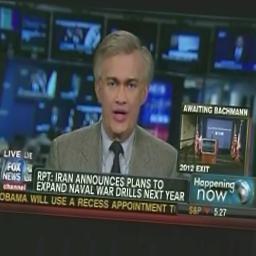 AWAITING BACHMANN
LIVE
FOX
NEWS
channel
RPT: IRAN ANNOUNCES PLANS TO
EXPAND NAVAL WAR DRILLS NEXT YEAR
2012 EXIT
Happening
now
OBAMA WILL USE A RECESS APPOINTMENT T
S&P 5.27